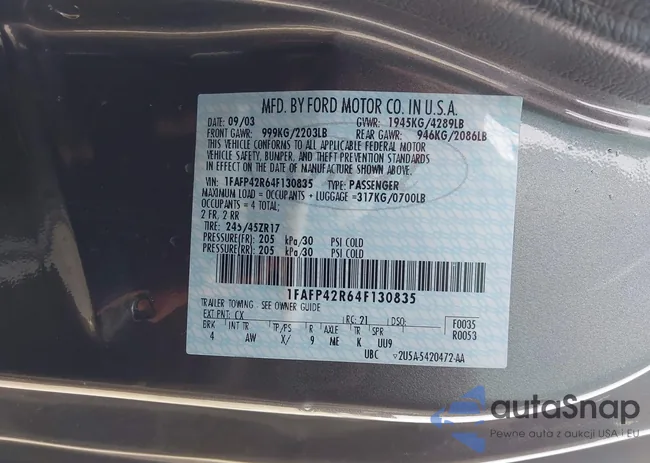 MFD. BY FORD MOTOR CO. IN U.S.A.
DATE: 09/03 GVWR: 1945KG/4289LB
FRONT GAWR: 999KG/2203LB REAR GAWR: 946KG/2086LB
THIS VEHICLE CONFORMS TO ALL APPLICABLE FEDERAL MOTOR
VEHICLE SAFETY, BUMPER, AND THEFT PREVENTION STANDARDS
IN EFFECT ON THE DATE OF MANUFACTURE SHOWN ABOVE.
VIN: 1FAFP42R64F130835 TYPE: PASSENGER
MAXIMUM LOAD = OCCUPANTS + LUGGAGE = 317KG/0700LB
OCCUPANTS = 4 TOTAL;
2 FR, 2 RR
TIRE: 245/45ZR17
PRESSURE(FR): 205 kPa/30 PSI COLD
PRESSURE(RR): 205 kPa/30 PSI COLD
1FAFP42R64F130835
TRAILER TOWING - SEE OWNER GUIDE
EXT PNT: CX RC: 21 DSO: F0035
BRK INT TR TP/PS R AXLE TR SPR R0053
4 AW X/ 9 ME K UU9
UBC ▽2U5A-5420472-AA
autoSnap
Pewne auta z aukcji USA i EU